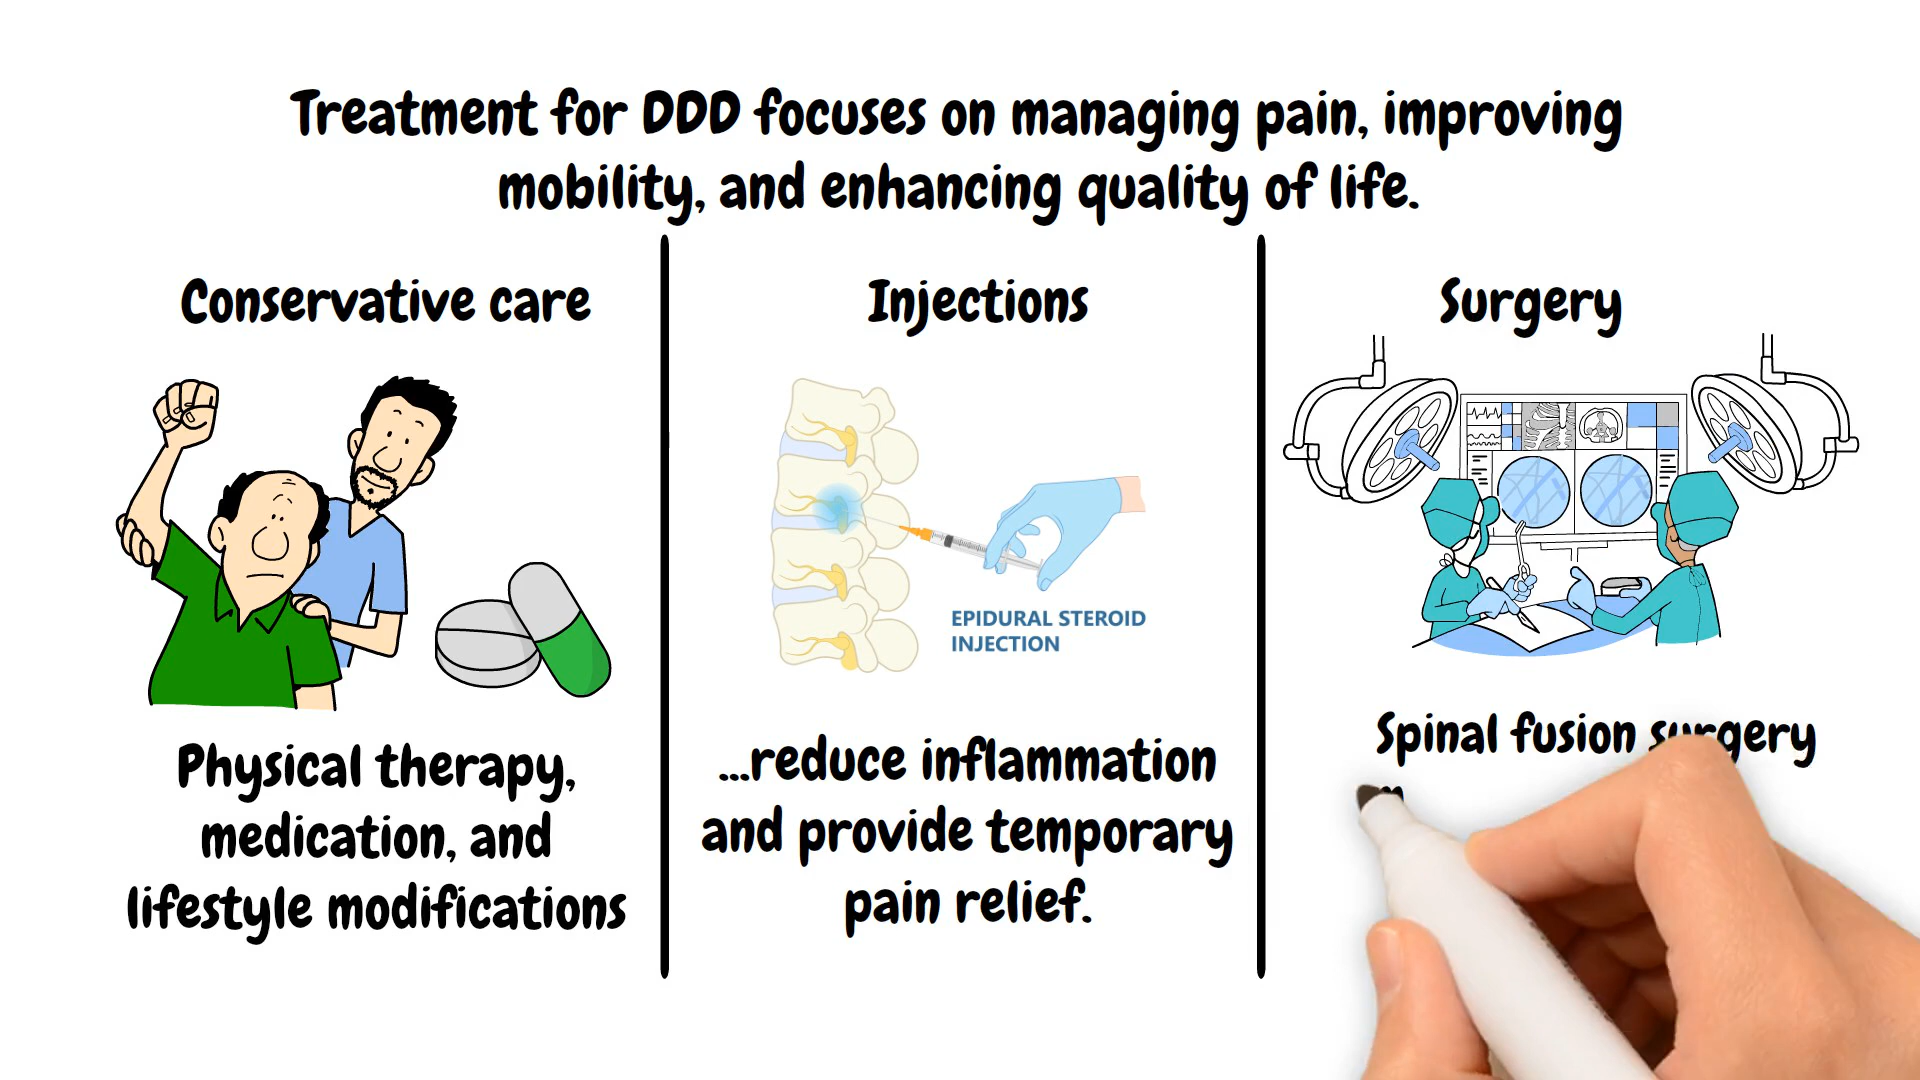 Treatment for DDD focuses on managing pain, improving
mobility, and enhancing quality of life.
Conservative care
Physical therapy,
medication, and
lifestyle modifications
Injections
EPIDURAL STEROID
INJECTION
...reduce inflammation
and provide temporary
pain relief.
Surgery
Spinal fusion surgery